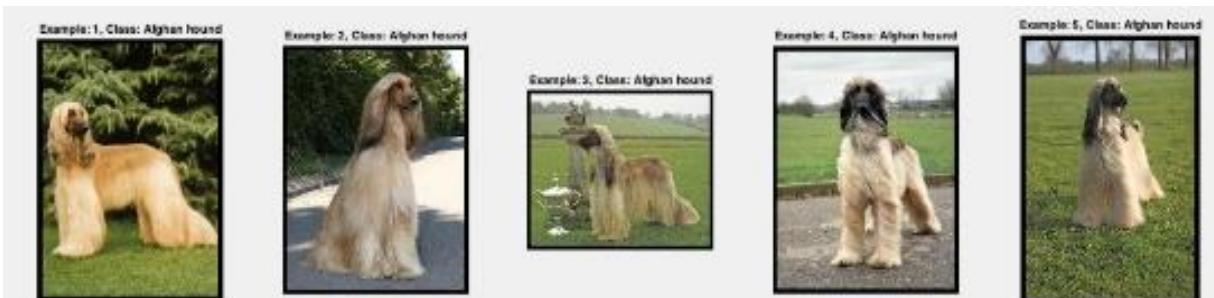 Example: 1, Class: Afghan hound
Example: 2, Class: Afghan hound
Example: 3, Class: Afghan hound
Example: 4, Class: Afghan hound
Example: 5, Class: Afghan hound